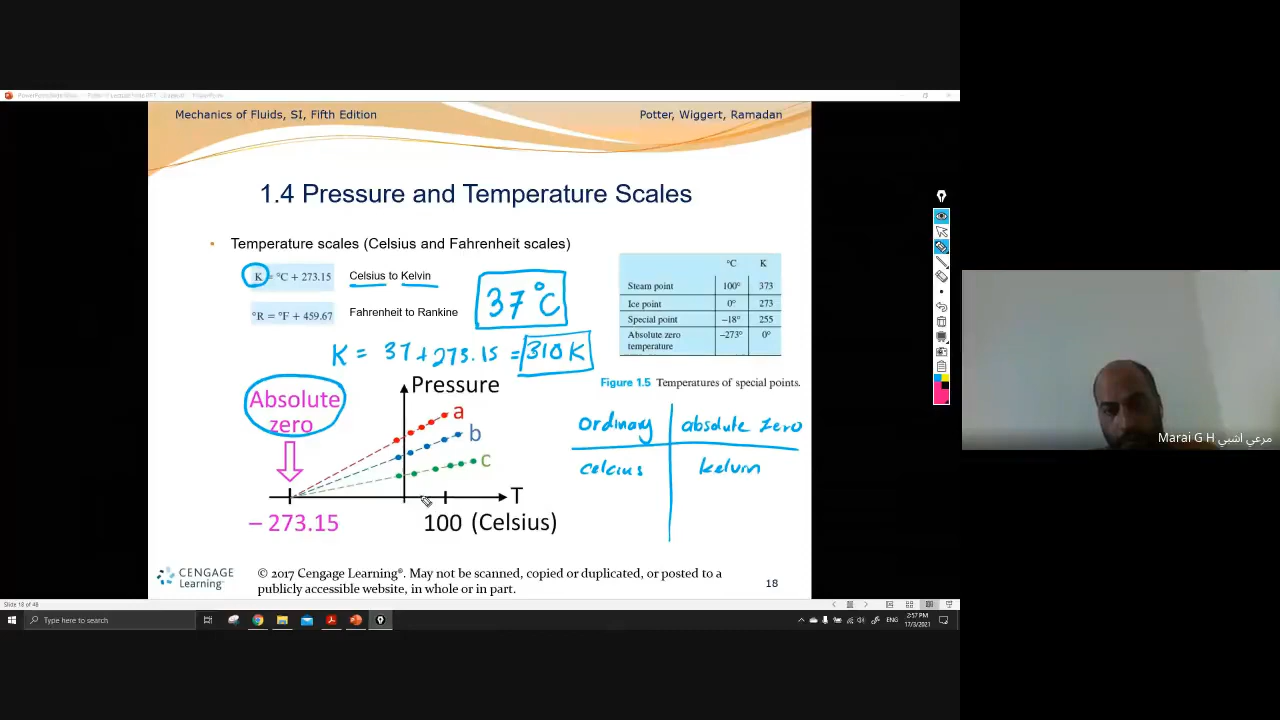 Mechanics of Fluids, SI, Fifth Edition
Potter, Wiggert, Ramadan
1.4 Pressure and Temperature Scales
• Temperature scales (Celsius and Fahrenheit scales)
K = °C + 273.15 Celsius to Kelvin
37°C
°R = °F + 459.67 Fahrenheit to Rankine
K = 37 + 273.15 = 310 K
°C K
Steam point 100° 373
Ice point 0° 273
Special point –18° 255
Absolute zero –273° 0°
temperature
Figure 1.5 Temperatures of special points.
Absolute
zero
Pressure
a
b
c
T
– 273.15
100 (Celsius)
ordinary absolute zero
celcius kelvin
CENGAGE
Learning™
© 2017 Cengage Learning®. May not be scanned, copied or duplicated, or posted to a
publicly accessible website, in whole or in part.
18
Slide 18 of 48
Type here to search
ENG
2:57 PM
17/3/2021
Marai G H مرعي اشبي